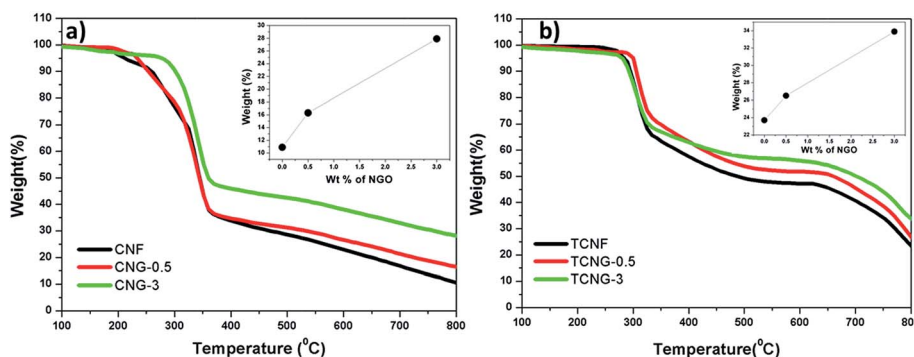 a)
Weight(%)
110
100
90
80
70
60
50
40
30
20
10
0
100 200 300 400 500 600 700 800
Temperature (⁰C)
CNF
CNG-0.5
CNG-3
Weight (%)
30
28
26
24
22
20
18
16
14
12
10
0.0 0.5 1.0 1.5 2.0 2.5 3.0
Wt % of NGO
b)
Weight(%)
110
100
90
80
70
60
50
40
30
20
10
0
100 200 300 400 500 600 700 800
Temperature(⁰C)
TCNF
TCNG-0.5
TCNG-3
Weight (%)
34
32
30
28
26
24
22
0.0 0.5 1.0 1.5 2.0 2.5 3.0
Wt % of NGO